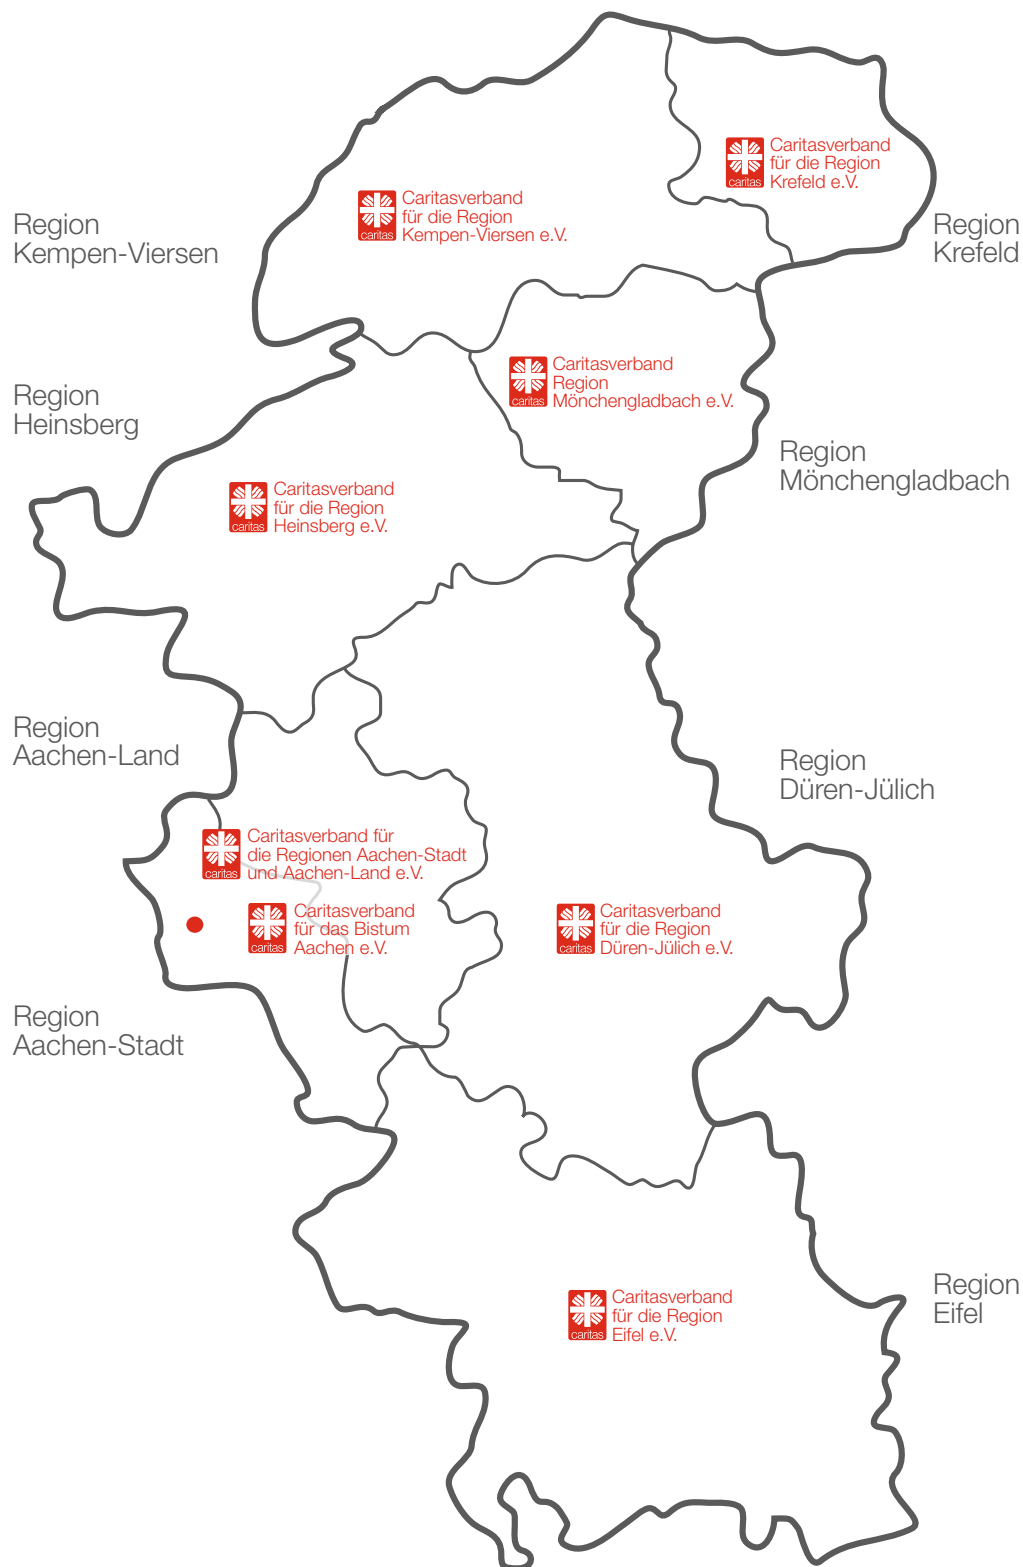 Caritasverband
für die Region
Krefeld e.V.
caritas
Caritasverband
für die Region
Kempen-Viersen e.V.
caritas
Region
Kempen-Viersen
Region
Krefeld
Caritasverband
Region
Mönchengladbach e.V.
caritas
Region
Heinsberg
Region
Mönchengladbach
Caritasverband
für die Region
Heinsberg e.V.
caritas
Region
Aachen-Land
Region
Düren-Jülich
Caritasverband für
die Regionen Aachen-Stadt
und Aachen-Land e.V.
caritas
Caritasverband
für das Bistum
Aachen e.V.
caritas
Caritasverband
für die Region
Düren-Jülich e.V.
caritas
Region
Aachen-Stadt
Region
Eifel
Caritasverband
für die Region
Eifel e.V.
caritas